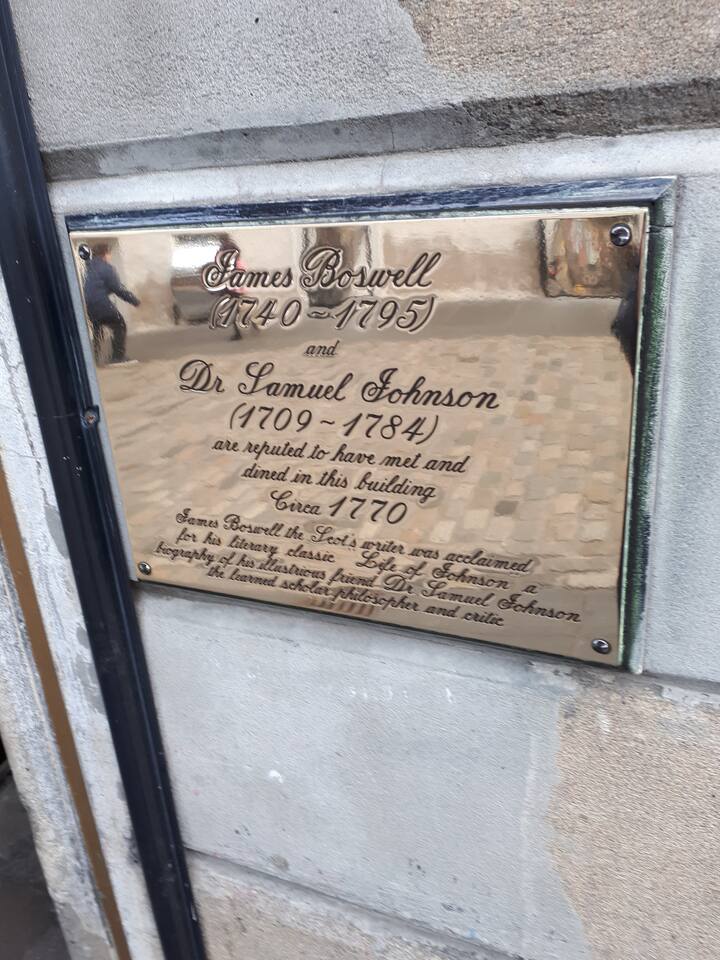 James Boswell
(1740~1795)
and
Dr Samuel Johnson
(1709~1784)
are reputed to have met and
dined in this building
Circa 1770
James Boswell the Scot's writer was acclaimed
for his literary classic Life of Johnson a
biography of his illustrious friend Dr Samuel Johnson
the learned scholar philosopher and critic